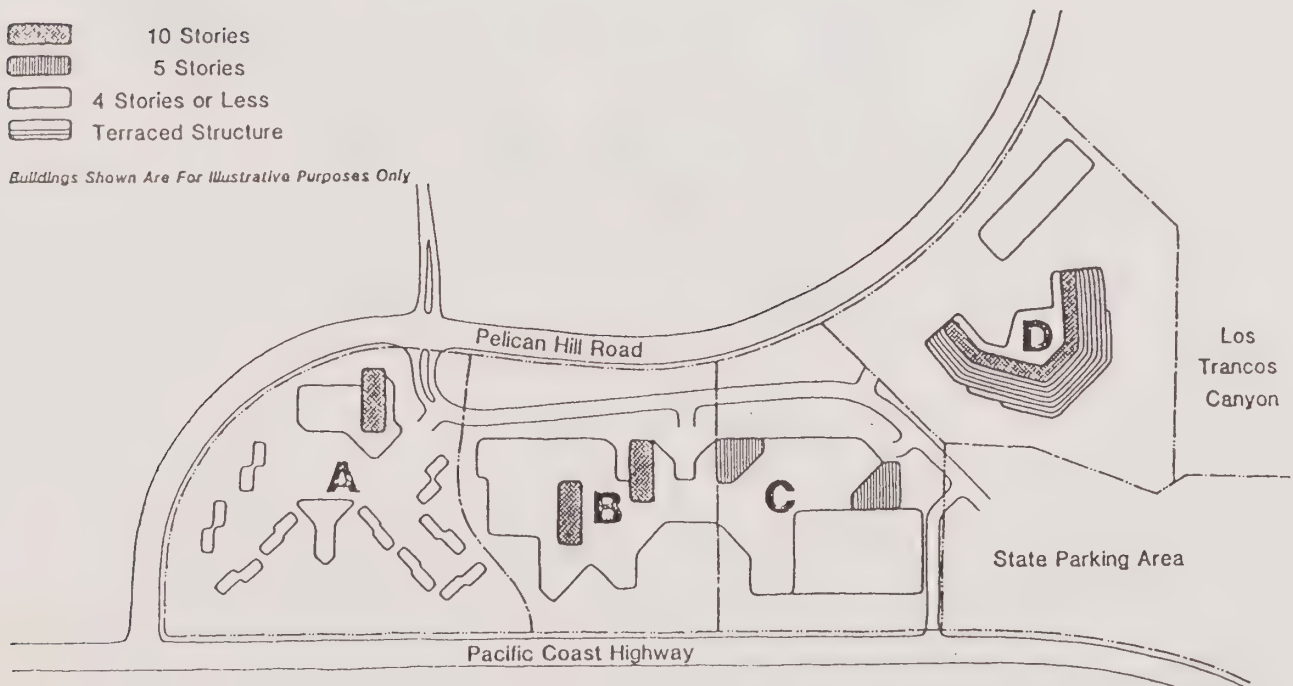 10 Stories
5 Stories
4 Stories or Less
Terraced Structure
Buildings Shown Are For Illustrative Purposes Only
Pelican Hill Road
D
Los
Trancos
Canyon
A
B
C
State Parking Area
Pacific Coast Highway